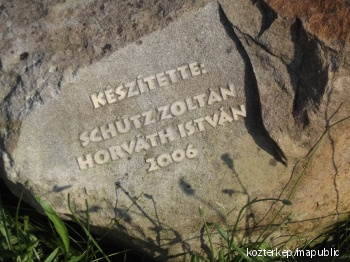 KÉSZÍTETTE:
SCHÜTZ ZOLTÁN
HORVÁTH ISTVÁN
2006
kozterkep/mapublic